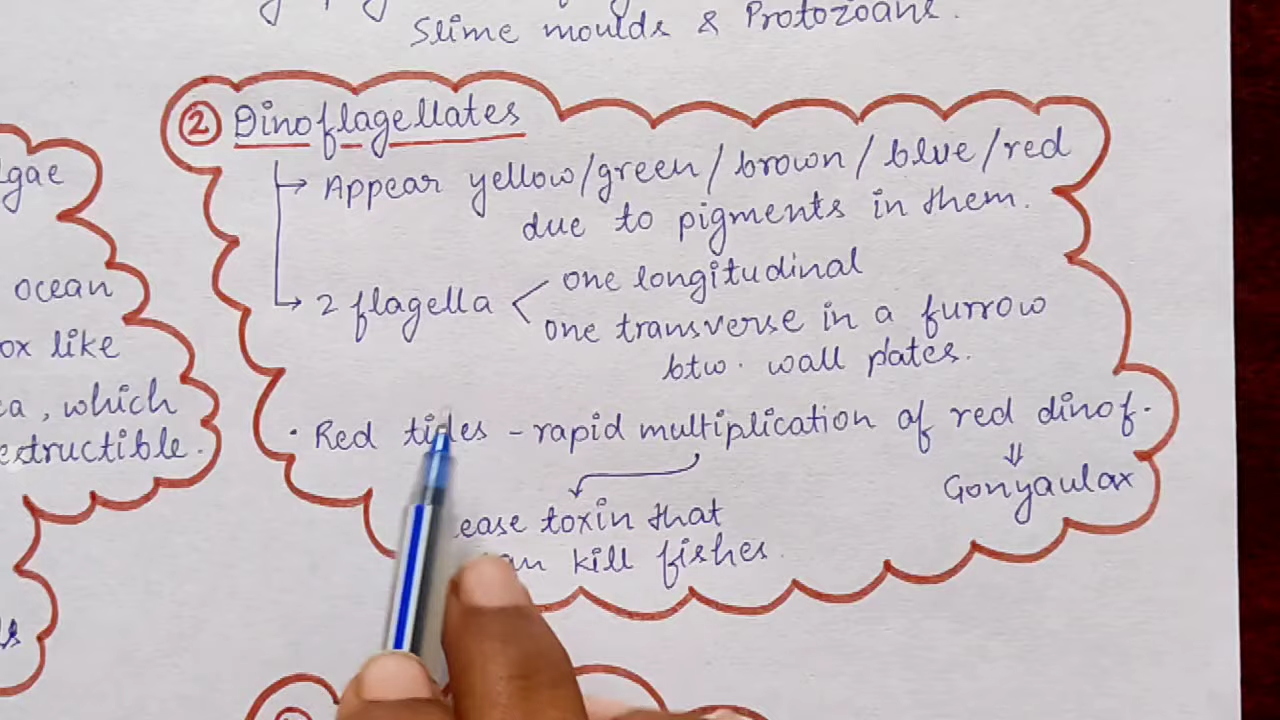 Slime moulds & Protozoans.
② Dinoflagellates
→ Appear yellow/green/brown/blue/red
due to pigments in them.
→ 2 flagella < one longitudinal
one transverse in a furrow
btw. wall plates.
• Red tides - rapid multiplication of red dinof.
⇓
Gonyaulax
ease toxin that
an kill fishes.
gae
ocean
ox like
a, which
estructible.
s